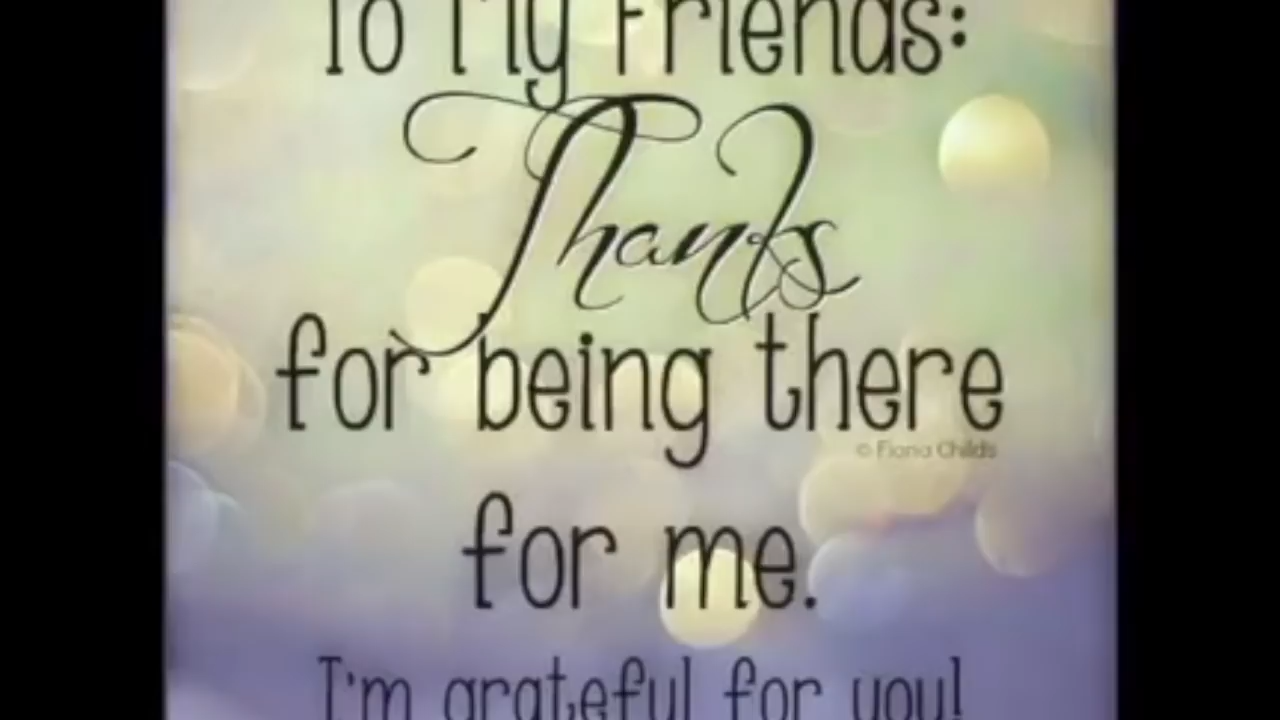 To My Friends:
Thanks
for being there
© Fiona Childs
for me.
I'm grateful for you!